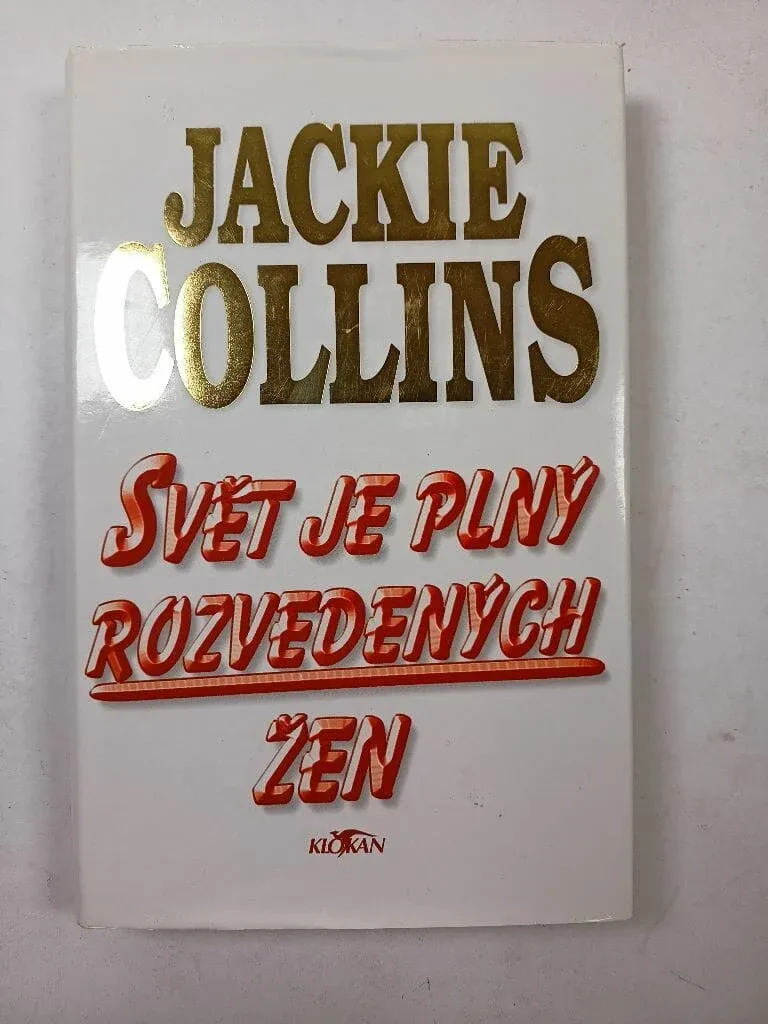 JACKIE
COLLINS
SVĚT JE PLNÝ
ROZVEDENÝCH
ŽEN
KLOKAN